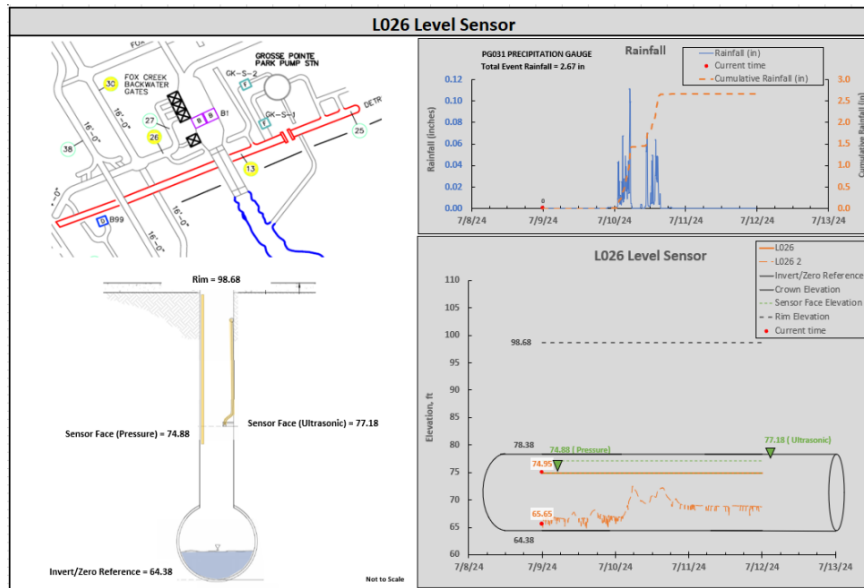 L026 Level Sensor
GROSSE POINTE
PARK PUMP STN
FOX CREEK
BACKWATER
GATES
GK-S-2
GK-S-1
B1
DETR
30
38
27
26
13
25
16'-0"
16'-0"
16'-0"
B99
PG031 PRECIPITATION GAUGE
Total Event Rainfall = 2.67 in
Rainfall
Rainfall (in)
Current time
Cumulative Rainfall (in)
Rainfall (inches)
0.12
0.10
0.08
0.06
0.04
0.02
0.00
0
Cumulative Rainfall (in)
3.0
2.5
2.0
1.5
1.0
0.5
0.0
7/8/24
7/9/24
7/10/24
7/11/24
7/12/24
7/13/24
Rim = 98.68
Sensor Face (Pressure) = 74.88
Sensor Face (Ultrasonic) = 77.18
Invert/Zero Reference = 64.38
Not to Scale
L026 Level Sensor
L026
L026 2
Invert/Zero Reference
Crown Elevation
Sensor Face Elevation
Rim Elevation
Current time
Elevation, ft
110
105
100
95
90
85
80
75
70
65
60
98.68
78.38
74.88 ( Pressure)
77.18 ( Ultrasonic)
74.95
65.65
64.38
7/8/24
7/9/24
7/10/24
7/11/24
7/12/24
7/13/24